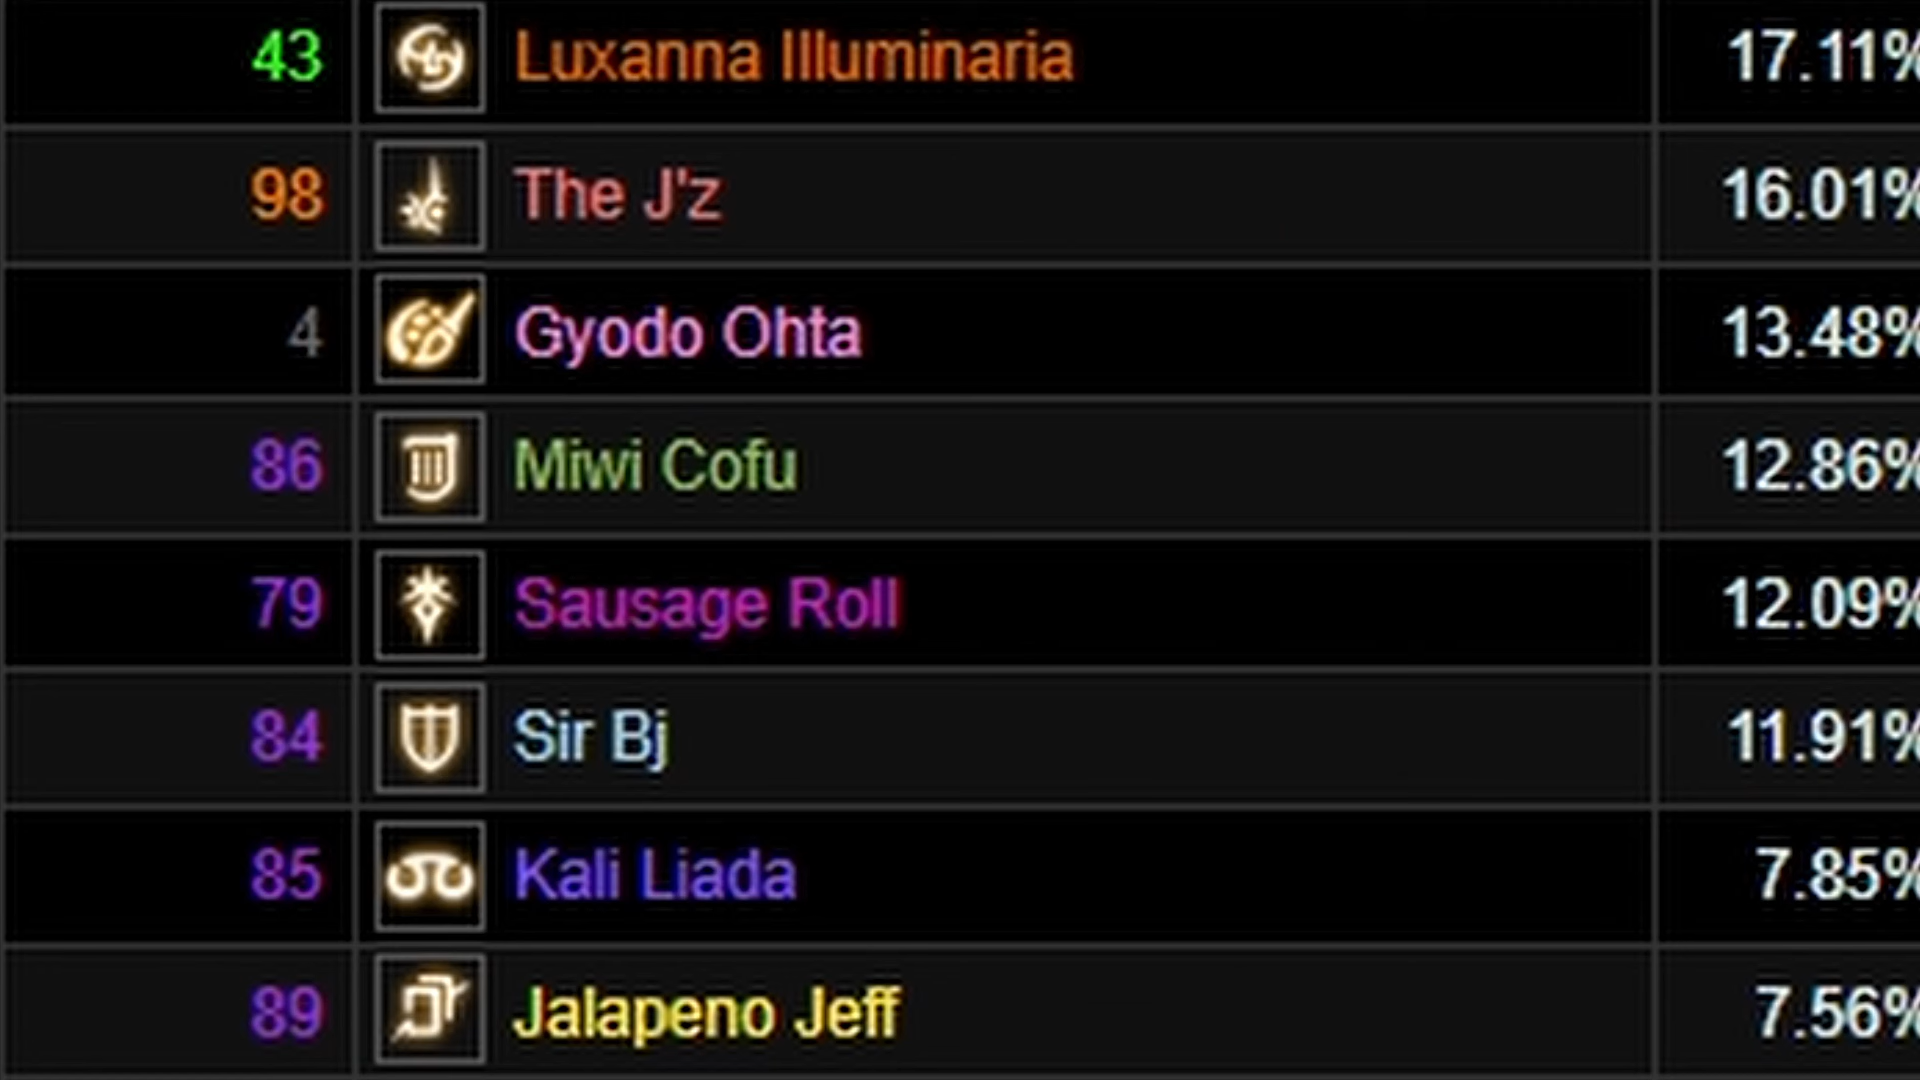 43 Luxanna Illuminaria 17.11%
98 The J'z 16.01%
4 Gyodo Ohta 13.48%
86 Miwi Cofu 12.86%
79 Sausage Roll 12.09%
84 Sir Bj 11.91%
85 Kali Liada 7.85%
89 Jalapeno Jeff 7.56%